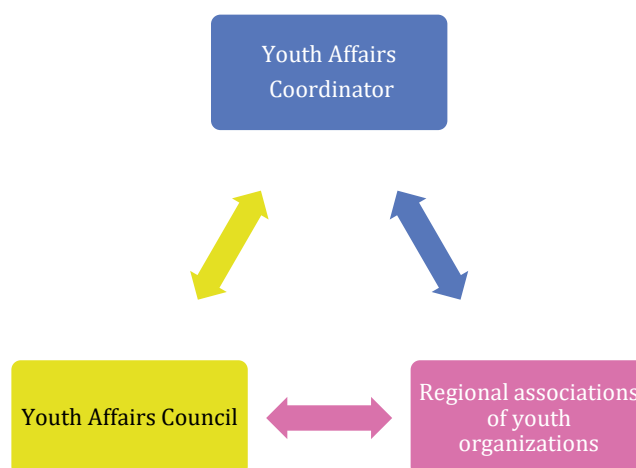 Youth Affairs
Coordinator
Youth Affairs Council
Regional associations
of youth
organizations